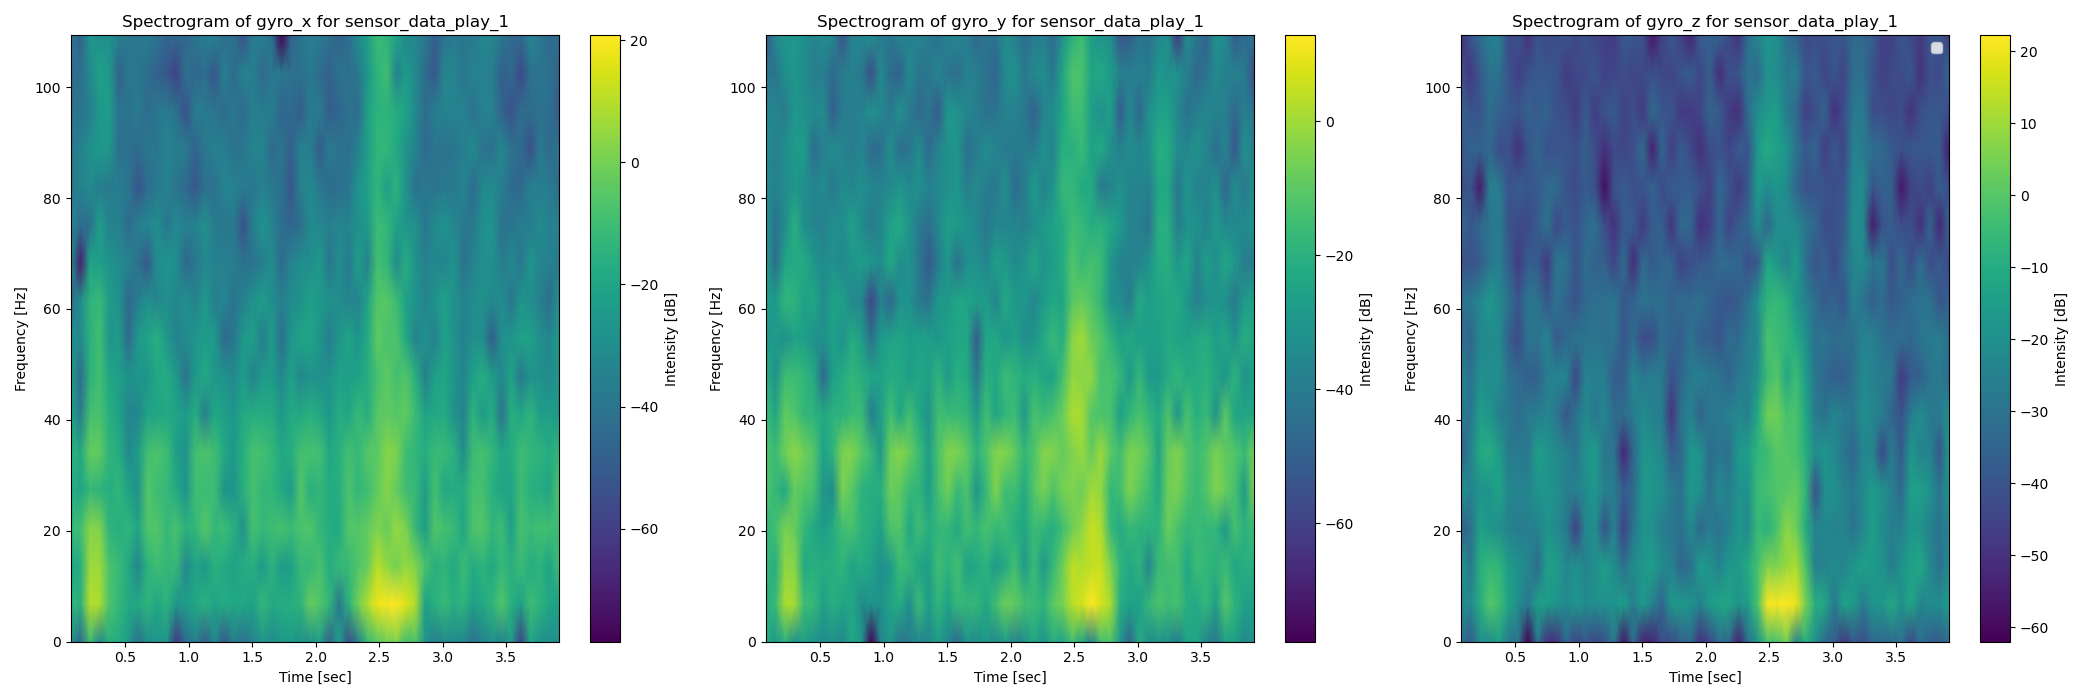 Spectrogram of gyro_x for sensor_data_play_1
100
80
60
40
20
0
Frequency [Hz]
0.5 1.0 1.5 2.0 2.5 3.0 3.5
Time [sec]
20
0
−20
−40
−60
Intensity [dB]
Spectrogram of gyro_y for sensor_data_play_1
100
80
60
40
20
0
Frequency [Hz]
0.5 1.0 1.5 2.0 2.5 3.0 3.5
Time [sec]
0
−20
−40
−60
Intensity [dB]
Spectrogram of gyro_z for sensor_data_play_1
100
80
60
40
20
0
Frequency [Hz]
0.5 1.0 1.5 2.0 2.5 3.0 3.5
Time [sec]
20
10
0
−10
−20
−30
−40
−50
−60
Intensity [dB]